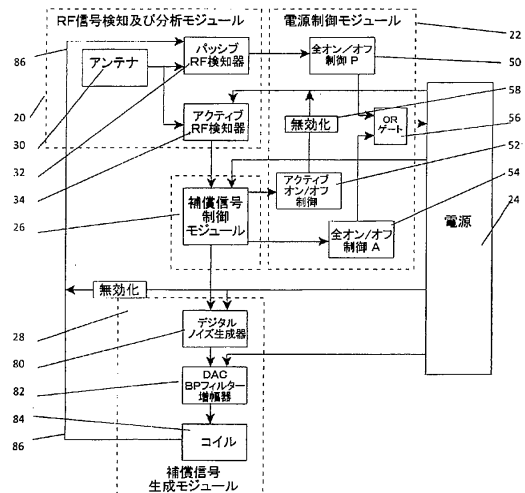 RF信号検知及び分析モジュール
電源制御モジュール
22
86
アンテナ
パッシブ
RF検知器
全オン/オフ
制御 P
50
58
20
30
アクティブ
RF検知器
無効化
OR
ゲート
56
32
52
34
アクティブ
オン/オフ
制御
54
26
補償信号
制御
モジュール
全オン/オフ
制御 A
24
電源
無効化
28
デジタル
ノイズ生成器
80
DAC
BPフィルター
増幅器
82
84
コイル
86
補償信号
生成モジュール